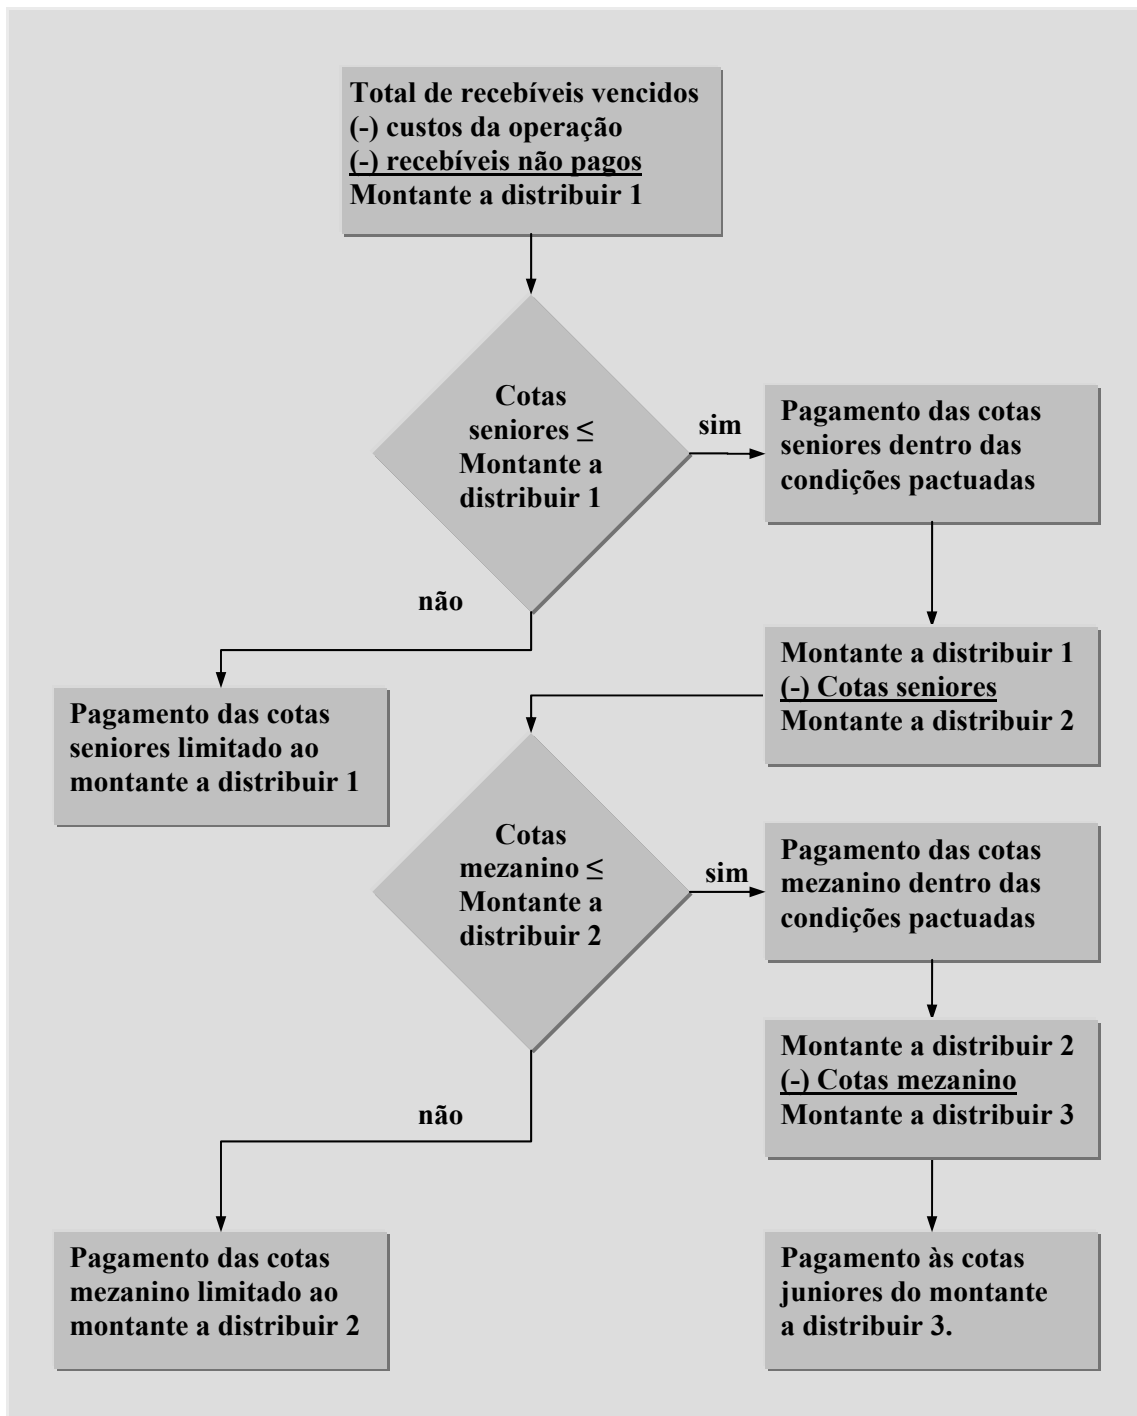 Total de recebíveis vencidos
(-) custos da operação
(-) recebíveis não pagos
Montante a distribuir 1
Cotas
seniores ≤
Montante a
distribuir 1
sim
Pagamento das cotas
seniores dentro das
condições pactuadas
não
Pagamento das cotas
seniores limitado ao
montante a distribuir 1
Montante a distribuir 1
(-) Cotas seniores
Montante a distribuir 2
Cotas
mezanino ≤
Montante a
distribuir 2
sim
Pagamento das cotas
mezanino dentro das
condições pactuadas
Montante a distribuir 2
(-) Cotas mezanino
Montante a distribuir 3
não
Pagamento das cotas
mezanino limitado ao
montante a distribuir 2
Pagamento às cotas
juniores do montante
a distribuir 3.